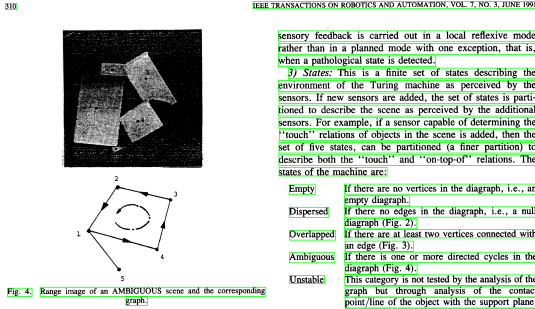 310
IEEE TRANSACTIONS ON ROBOTICS AND AUTOMATION, VOL. 7, NO. 3, JUNE 1991
2
3
1
4
5
Fig. 4. Range image of an AMBIGUOUS scene and the corresponding
graph.
sensory feedback is carried out in a local reflexive mode
rather than in a planned mode with one exception, that is,
when a pathological state is detected.
3) States: This is a finite set of states describing the
environment of the Turing machine as perceived by the
sensors. If new sensors are added, the set of states is parti-
tioned to describe the scene as perceived by the additional
sensors. For example, if a sensor capable of determining the
"touch" relations of objects in the scene is added, then the
set of five states, can be partitioned (a finer partition) to
describe both the "touch" and "on-top-of" relations. The
states of the machine are:
Empty If there are no vertices in the diagraph, i.e., an
empty diagraph.
Dispersed If there no edges in the diagraph, i.e., a null
diagraph (Fig. 2).
Overlapped If there are at least two vertices connected with
an edge (Fig. 3).
Ambiguous If there is one or more directed cycles in the
diagraph (Fig. 4).
Unstable This category is not tested by the analysis of the
graph but through analysis of the contact
point/line of the object with the support plane